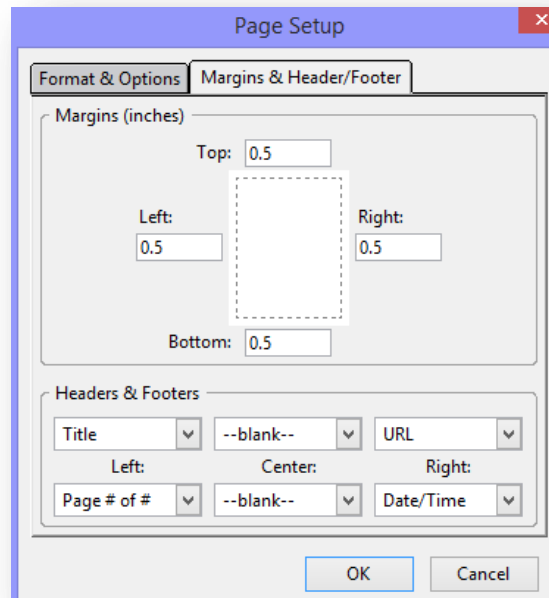 Page Setup
Format & Options Margins & Header/Footer
Margins (inches)
Top: 0.5
Left: Right:
0.5 0.5
Bottom: 0.5
Headers & Footers
Title --blank-- URL
Left: Center: Right:
Page # of # --blank-- Date/Time
OK Cancel